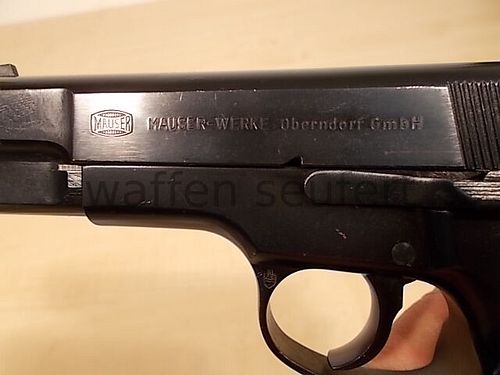 MAUSER MAUSER-WERKE Oberndorf GmbH
waffen seufert